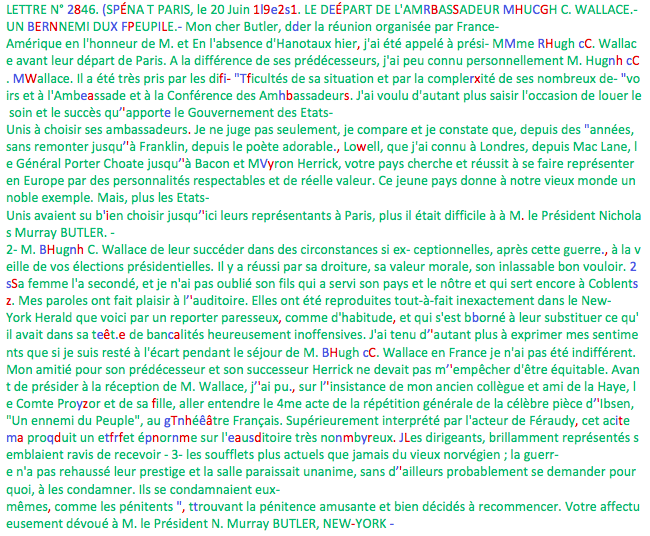 LETTRE N° 2846. (SPÉNA T PARIS, le 20 Juin 1l9e2s1. LE DEÉPART DE L'AMRBASSADEUR MHUCGH C. WALLACE.-
UN BERNNEMI DUX FPEUPILE.- Mon cher Butler, dder la réunion organisée par France-
Amérique en l'honneur de M. et En l'absence d'Hanotaux hier, j'ai été appelé à prési- MMme RHugh cC. Wallac
e avant leur départ de Paris. A la différence de ses prédécesseurs, j'ai peu connu personnellement M. Hugnh cC
. MWallace. Il a été très pris par les difi- "Tficultés de sa situation et par la complerxité de ses nombreux de- "vo
irs et à l'Ambeassade et à la Conférence des Amhbassadeurs. J'ai voulu d'autant plus saisir l'occasion de louer le
soin et le succès qu'"apporte le Gouvernement des Etats-
Unis à choisir ses ambassadeurs. Je ne juge pas seulement, je compare et je constate que, depuis des "années,
sans remonter jusqu'"à Franklin, depuis le poète adorable., Lowell, que j'ai connu à Londres, depuis Mac Lane, l
e Général Porter Choate jusqu'"à Bacon et MVyron Herrick, votre pays cherche et réussit à se faire représenter
en Europe par des personnalités respectables et de réelle valeur. Ce jeune pays donne à notre vieux monde un
noble exemple. Mais, plus les Etats-
Unis avaient su b'ien choisir jusqu'"ici leurs représentants à Paris, plus il était difficile à à M. le Président Nichola
s Murray BUTLER. -
2- M. BHugnh C. Wallace de leur succéder dans des circonstances si ex- ceptionnelles, après cette guerre., à la v
eille de vos élections présidentielles. Il y a réussi par sa droiture, sa valeur morale, son inlassable bon vouloir. 2
sSa femme l'a secondé, et je n'ai pas oublié son fils qui a servi son pays et le nôtre et qui sert encore à Coblents
z. Mes paroles ont fait plaisir à l'"auditoire. Elles ont été reproduites tout-à-fait inexactement dans le New-
York Herald que voici par un reporter paresseux, comme d'habitude, et qui s'est bborné à leur substituer ce qu'
il avait dans sa teêt.e de bancalités heureusement inoffensives. J'ai tenu d'"autant plus à exprimer mes sentime
nts que si je suis resté à l'écart pendant le séjour de M. BHugh cC. Wallace en France je n'ai pas été indifférent.
Mon amitié pour son prédécesseur et son successeur Herrick ne devait pas m'"empêcher d'être équitable. Avan
t de présider à la réception de M. Wallace, j'"ai pu., sur l'"insistance de mon ancien collègue et ami de la Haye, l
e Comte Proyzor et de sa fille, aller entendre le 4me acte de la répétition générale de la célèbre pièce d'"Ibsen,
"Un ennemi du Peuple", au gTnhéêâtre Français. Supérieurement interprété par l'acteur de Féraudy, cet acite
ma proqduit un etfrfet épnornme sur l'eausditoire très nonmbyreux. JLes dirigeants, brillamment représentés s
emblaient ravis de recevoir - 3- les soufflets plus actuels que jamais du vieux norvégien ; la guerr-
e n'a pas rehaussé leur prestige et la salle paraissait unanime, sans d'"ailleurs probablement se demander pour
quoi, à les condamner. Ils se condamnaient eux-
mêmes, comme les pénitents ", ttrouvant la pénitence amusante et bien décidés à recommencer. Votre affectu
eusement dévoué à M. le Président N. Murray BUTLER, NEW-YORK -